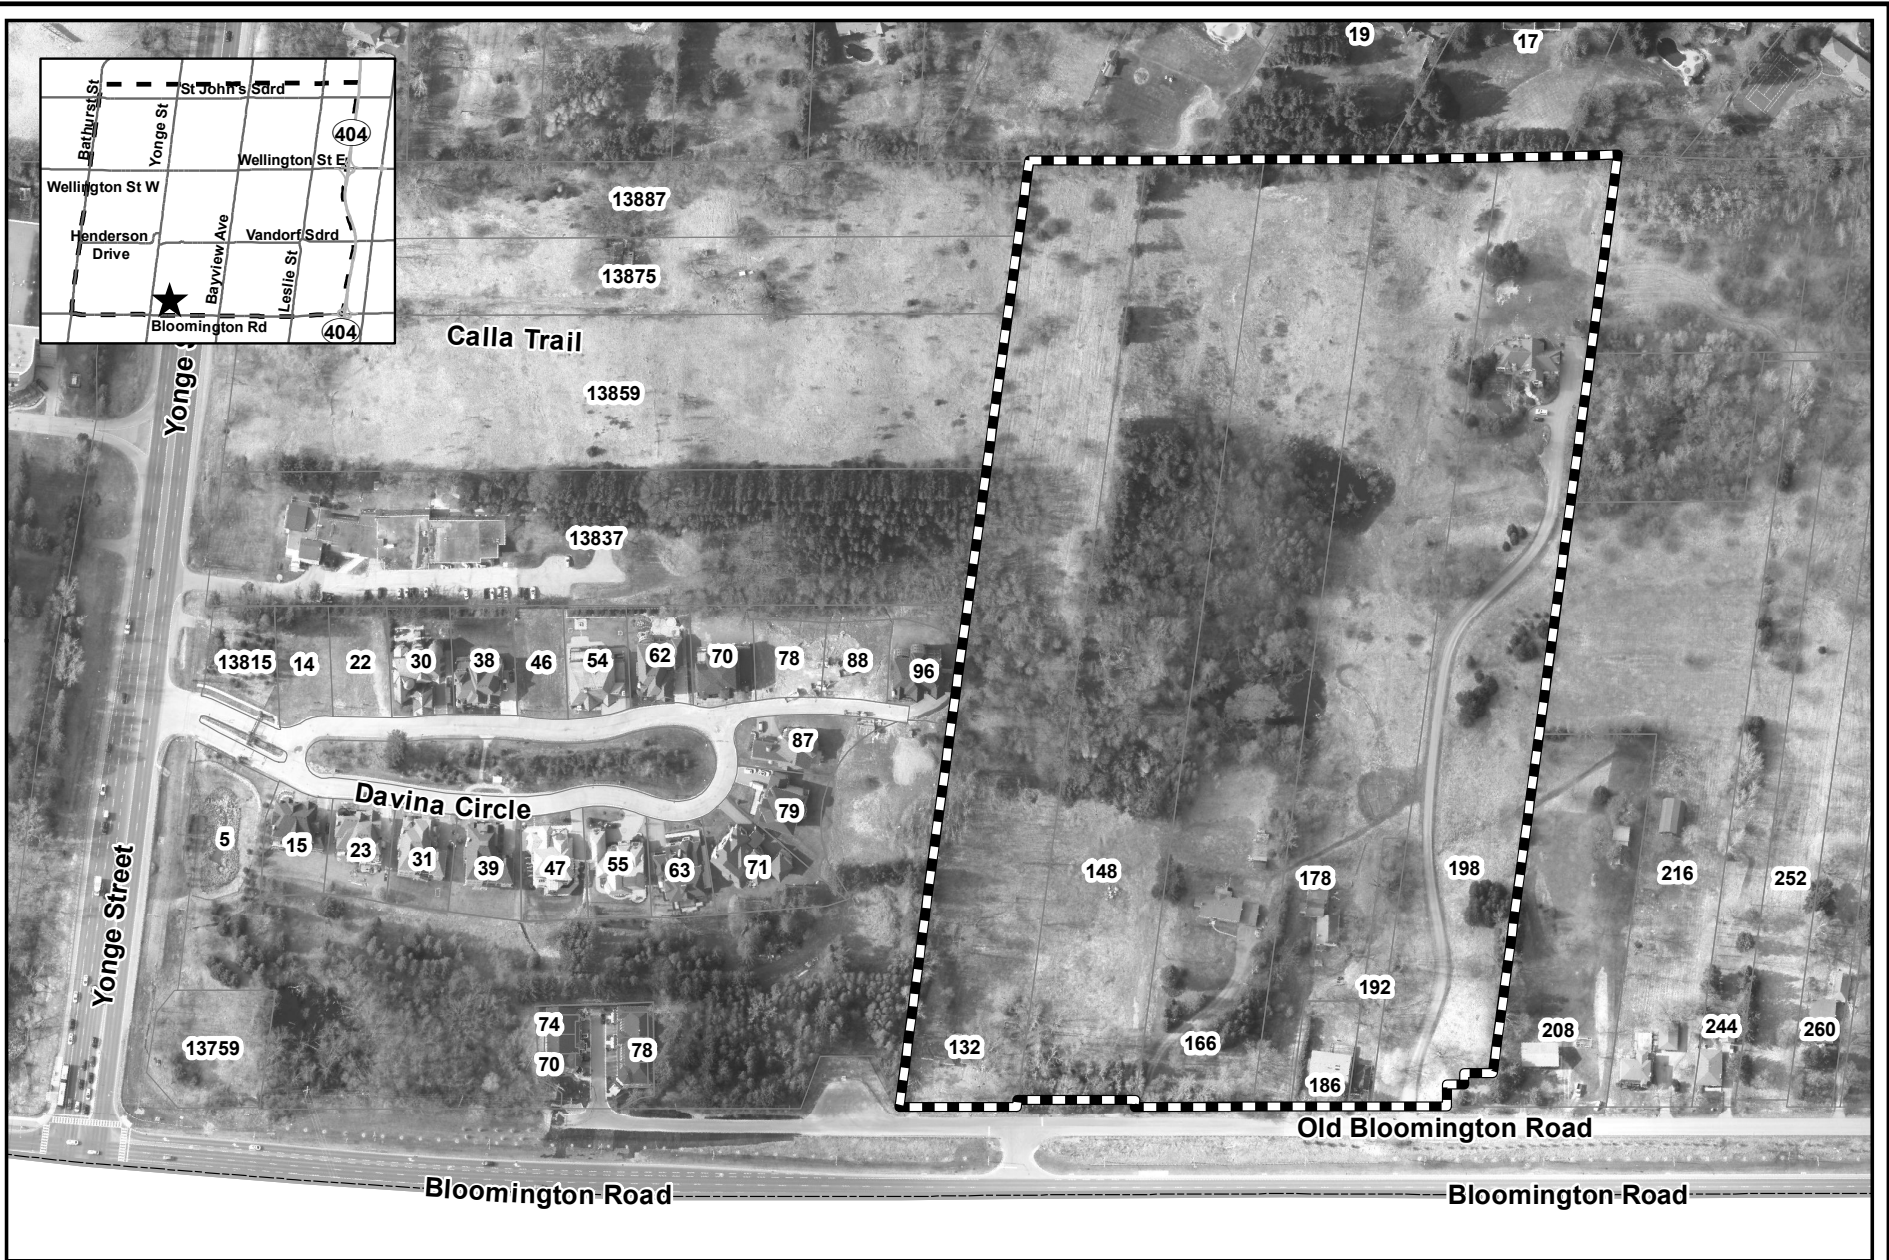 19
17
Bathurst St
Yonge St
St John's Sdrd
404
Wellington St E
Wellington St W
Henderson
Drive
Bayview Ave
Vandorf Sdrd
Leslie St
Bloomington Rd
404
13887
13875
Calla Trail
13859
Yonge S
13837
13815
14
22
30
38
46
54
62
70
78
88
96
87
Davina Circle
79
5
15
23
31
39
47
55
63
71
148
178
198
216
252
Yonge Street
192
13759
74
70
78
132
166
186
208
244
260
Old Bloomington Road
Bloomington Road
Bloomington Road